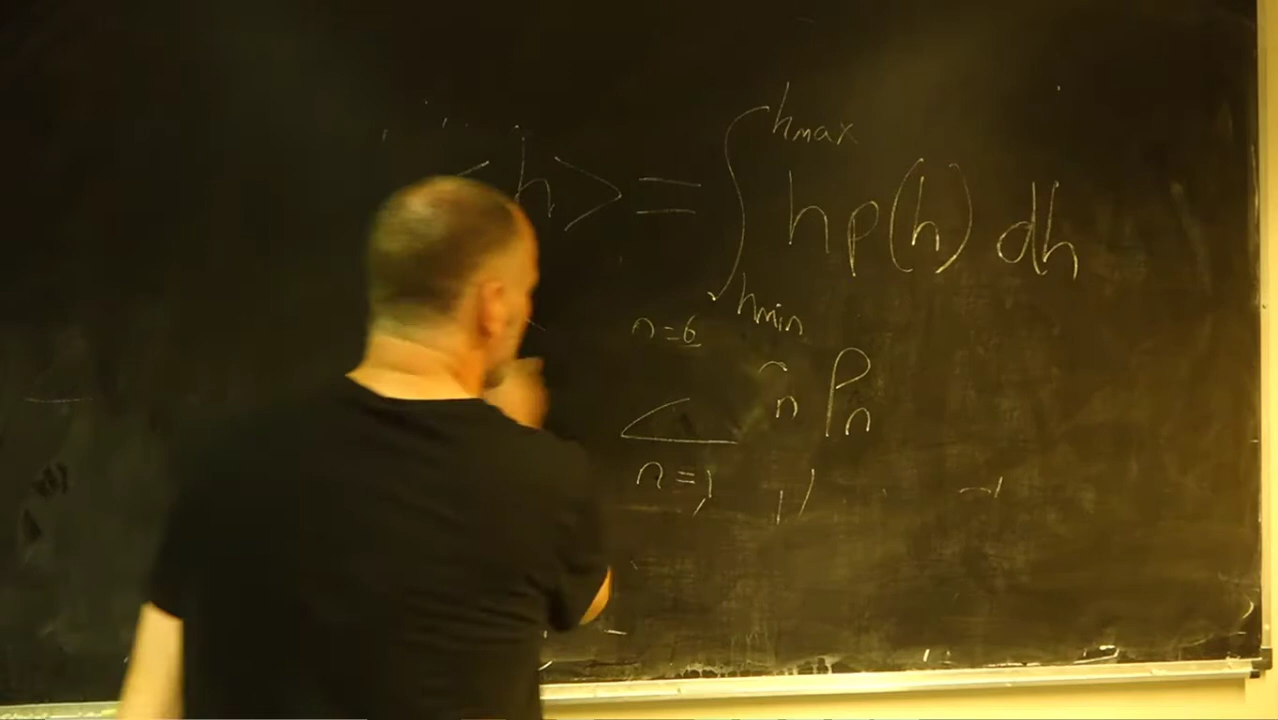 <h> = ∫ hmax
h p(h) dh
hmin
n=6
n Pn
n=1